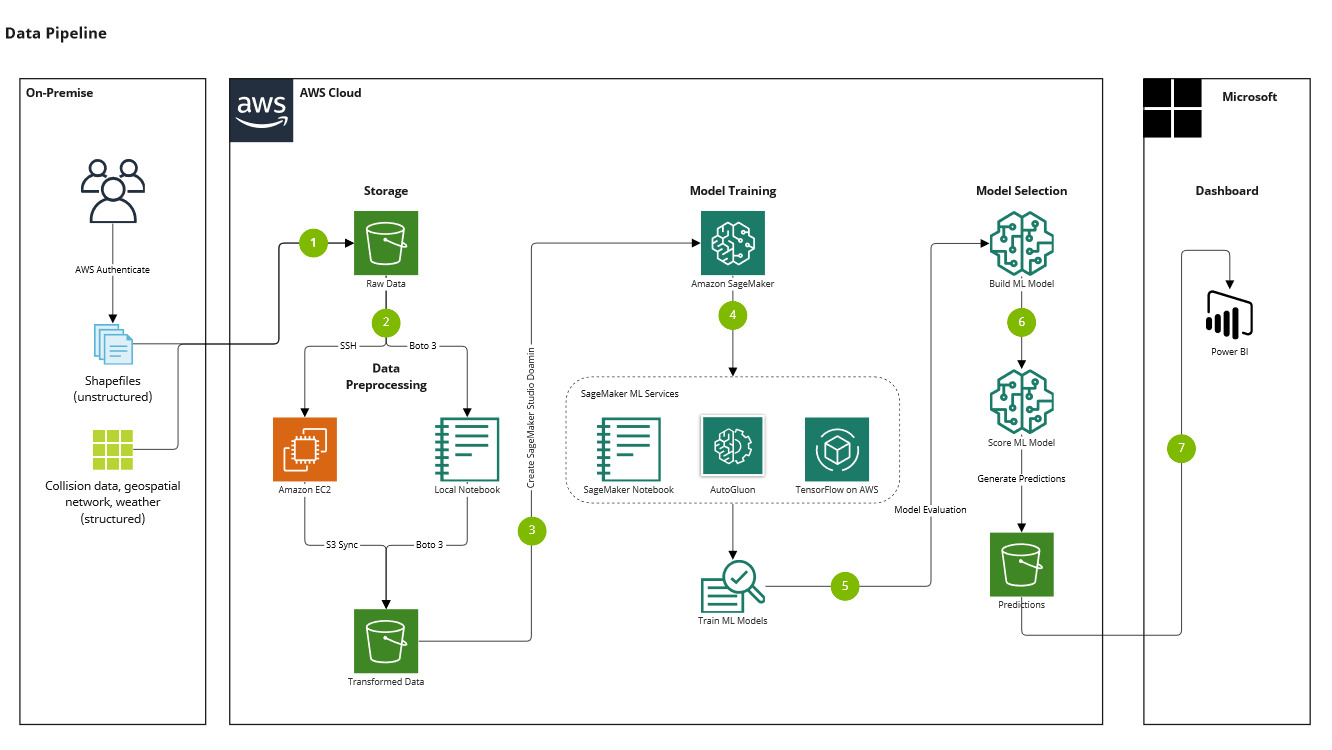 Data Pipeline
On-Premise
AWS Authenticate
Shapefiles
(unstructured)
Collision data, geospatial
network, weather
(structured)
aws
AWS Cloud
Storage
1
Raw Data
2
SSH
Boto 3
Data
Preprocessing
Amazon EC2
Local Notebook
S3 Sync
Boto 3
Transformed Data
Create SageMaker Studio Doamin
3
Model Training
Amazon SageMaker
4
SageMaker ML Services
SageMaker Notebook
AutoGluon
TensorFlow on AWS
Train ML Models
5
Model Evaluation
Model Selection
Build ML Model
6
Score ML Model
Generate Predictions
Predictions
Microsoft
Dashboard
Power BI
7